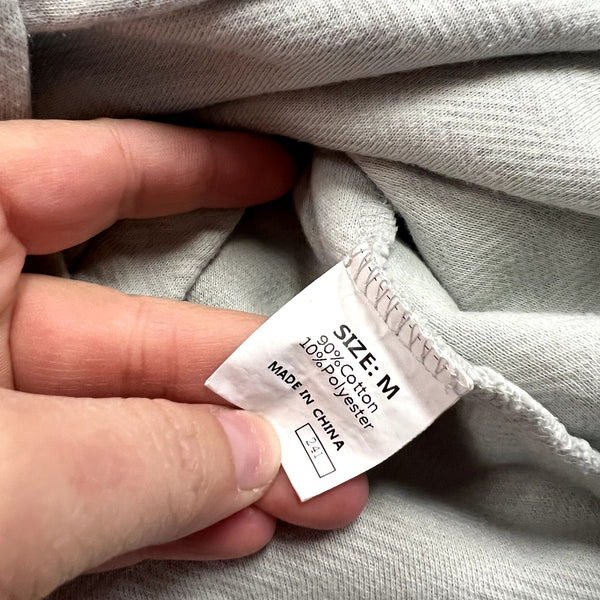 SIZE: M
90%Cotton
10%Polyester
MADE IN CHINA
241